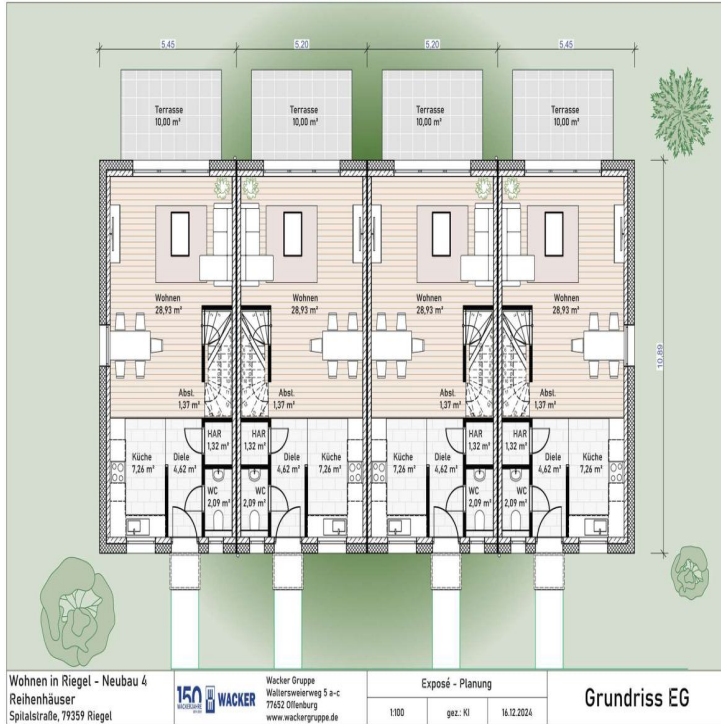 5,45 5,20 5,20 5,45
Terrasse
10,00 m²
Terrasse
10,00 m²
Terrasse
10,00 m²
Terrasse
10,00 m²
10,89
Wohnen
28,93 m²
Wohnen
28,93 m²
Wohnen
28,93 m²
Wohnen
28,93 m²
Abst.
1,37 m²
Abst.
1,37 m²
Abst.
1,37 m²
Abst.
1,37 m²
Küche
7,26 m²
Diele
4,62 m²
HAR
1,32 m²
WC
2,09 m²
HAR
1,32 m²
WC
2,09 m²
Diele
4,62 m²
Küche
7,26 m²
Küche
7,26 m²
Diele
4,62 m²
HAR
1,32 m²
WC
2,09 m²
HAR
1,32 m²
WC
2,09 m²
Diele
4,62 m²
Küche
7,26 m²
Wohnen in Riegel - Neubau 4
Reihenhäuser
Spitalstraße, 79359 Riegel
150 WACKER
WACKERJAHRE
Wacker Gruppe
Wallersweierweg 5 a-c
77652 Offenburg
www.wackergruppe.de
Exposé - Planung
1:100 gez.: KI 16.12.2024
Grundriss EG